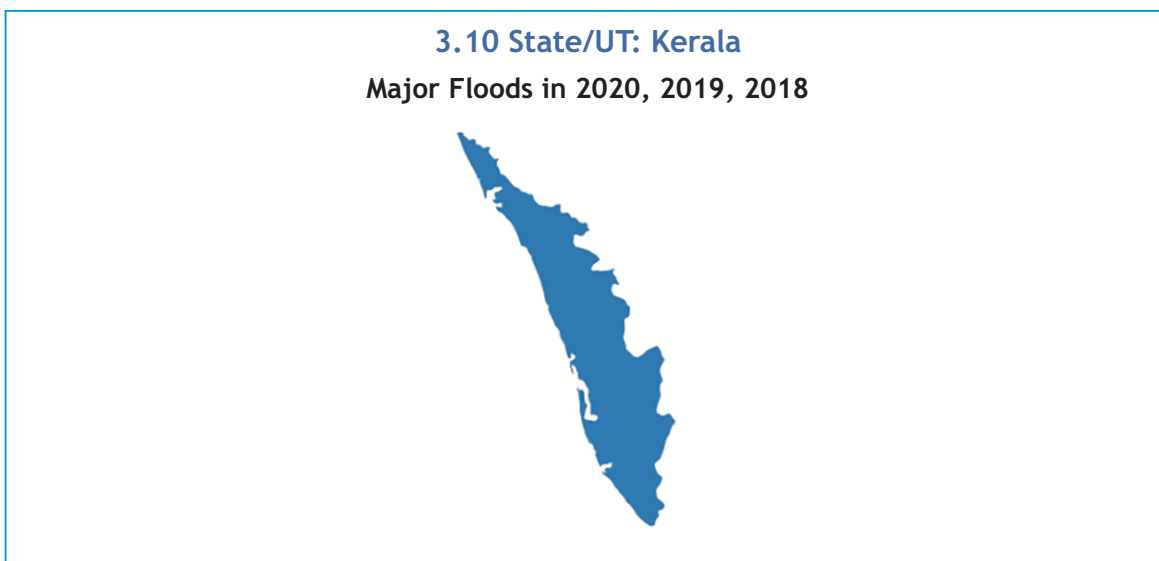 3.10 State/UT: Kerala
Major Floods in 2020, 2019, 2018